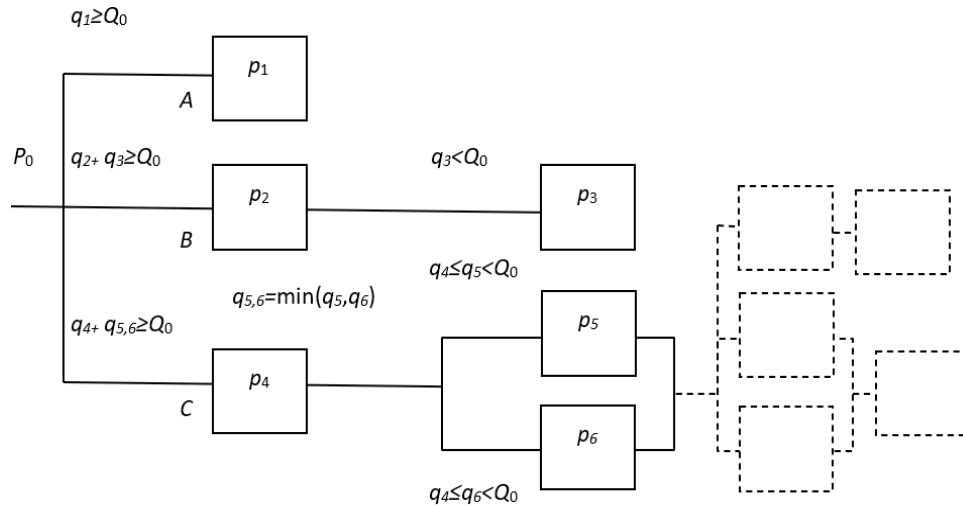 q₁≥Q₀
p₁
A
P₀
q₂₊ q₃≥Q₀
p₂
q₃<Q₀
p₃
B
q₄≤q₅<Q₀
q₅,₆=min(q₅,q₆)
q₄₊ q₅,₆≥Q₀
p₅
p₄
C
p₆
q₄≤q₆<Q₀